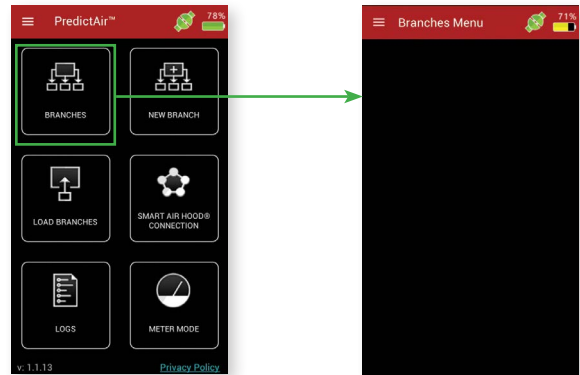 PredictAir™
78%
BRANCHES
NEW BRANCH
LOAD BRANCHES
SMART AIR HOOD®
CONNECTION
LOGS
METER MODE
v: 1.1.13
Privacy Policy
Branches Menu
71%